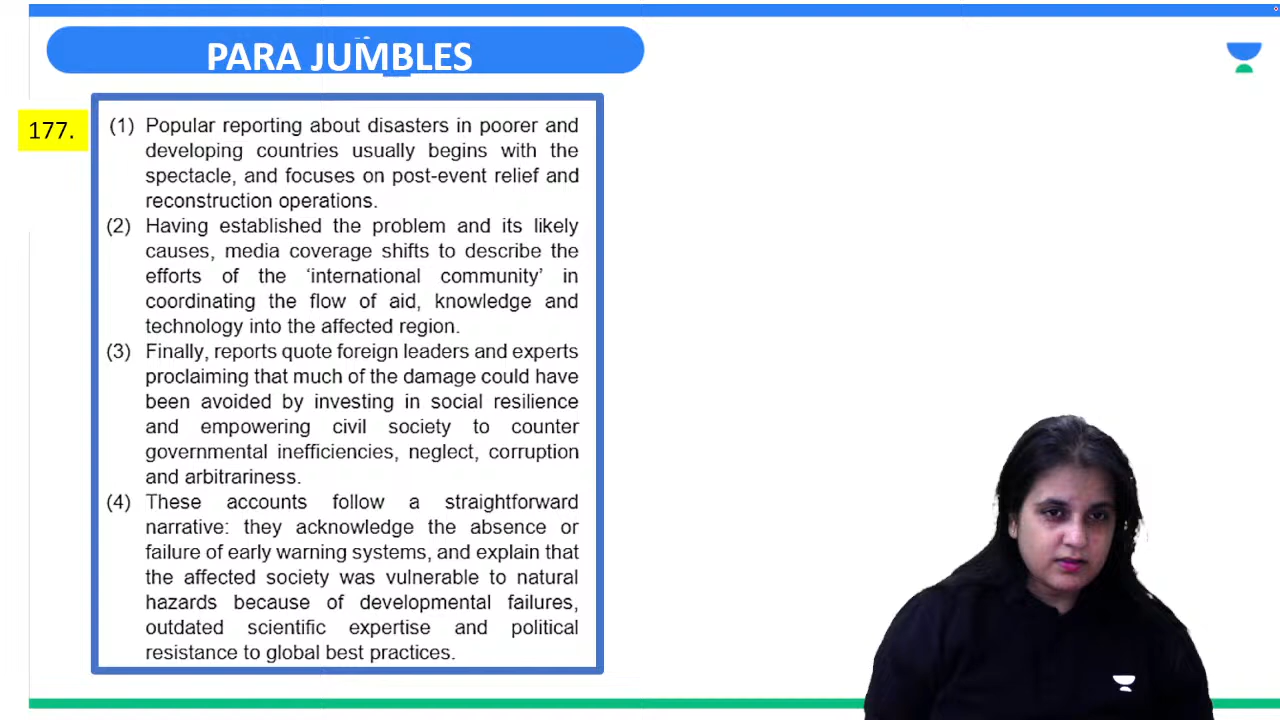 PARA JUMBLES
177.
(1) Popular reporting about disasters in poorer and
developing countries usually begins with the
spectacle, and focuses on post-event relief and
reconstruction operations.
(2) Having established the problem and its likely
causes, media coverage shifts to describe the
efforts of the ‘international community’ in
coordinating the flow of aid, knowledge and
technology into the affected region.
(3) Finally, reports quote foreign leaders and experts
proclaiming that much of the damage could have
been avoided by investing in social resilience
and empowering civil society to counter
governmental inefficiencies, neglect, corruption
and arbitrariness.
(4) These accounts follow a straightforward
narrative: they acknowledge the absence or
failure of early warning systems, and explain that
the affected society was vulnerable to natural
hazards because of developmental failures,
outdated scientific expertise and political
resistance to global best practices.